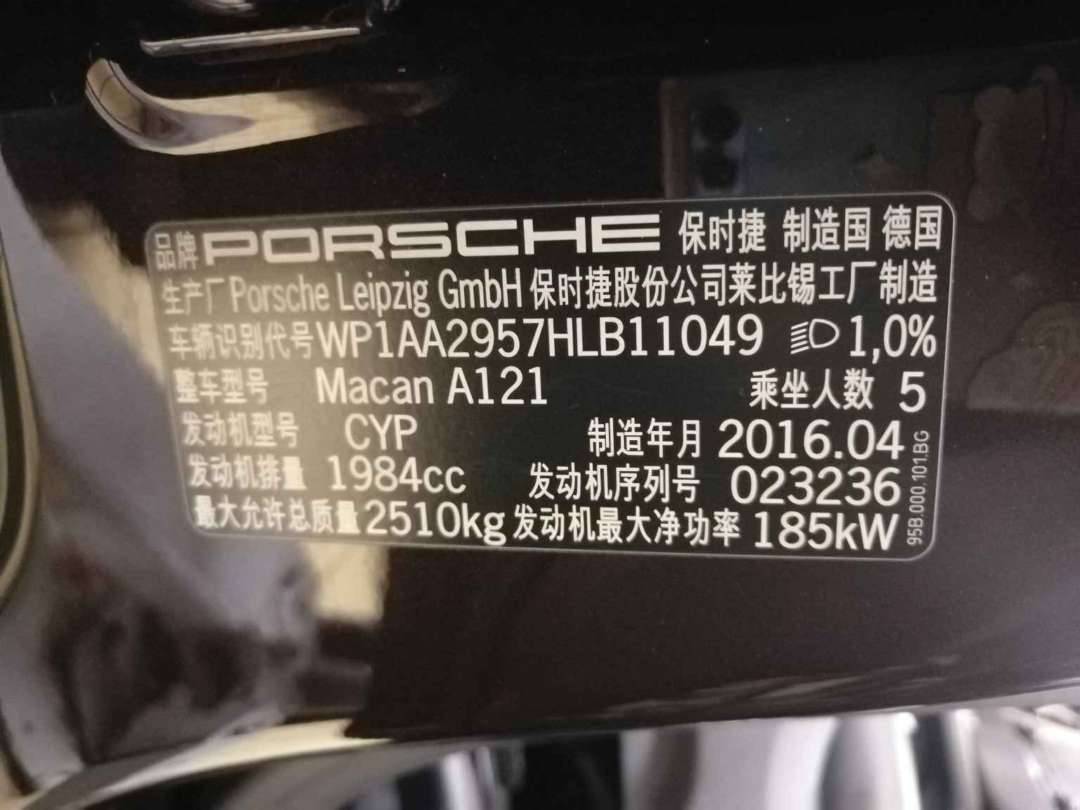 品牌 PORSCHE 保时捷 制造国 德国
生产厂 Porsche Leipzig GmbH 保时捷股份公司莱比锡工厂制造
车辆识别代号 WP1AA2957HLB11049 1,0%
整车型号 Macan A121 乘坐人数 5
发动机型号 CYP 制造年月 2016.04
发动机排量 1984cc 发动机序列号 023236
最大允许总质量 2510kg 发动机最大净功率 185kW
95B.000.101.BG